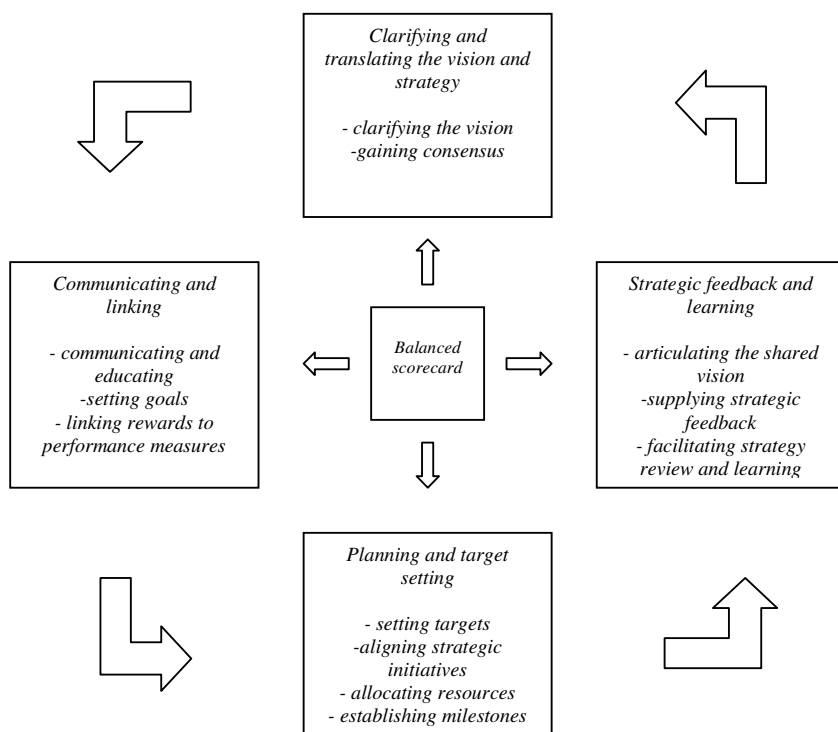 Clarifying and
translating the vision and
strategy
- clarifying the vision
-gaining consensus
Communicating and
linking
- communicating and
educating
-setting goals
- linking rewards to
performance measures
Balanced
scorecard
Strategic feedback and
learning
- articulating the shared
vision
-supplying strategic
feedback
- facilitating strategy
review and learning
Planning and target
setting
- setting targets
-aligning strategic
initiatives
- allocating resources
- establishing milestones